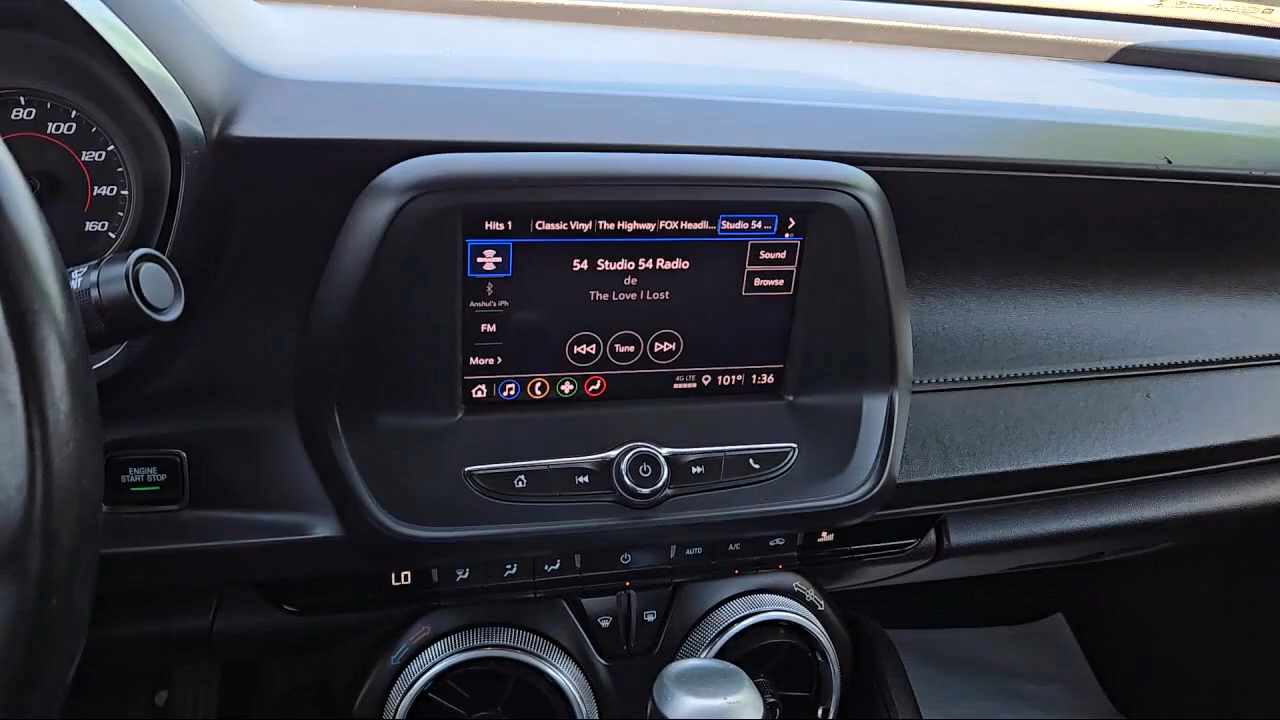 80
100
120
140
160
Hits 1 Classic Vinyl The Highway FOX Headli... Studio 54 ...
54 Studio 54 Radio
de
The Love I Lost
Sound
Browse
Anshul's iPh
FM
More >
Tune
4G LTE 101° 1:36
ENGINE
START STOP
LO
AUTO
A/C